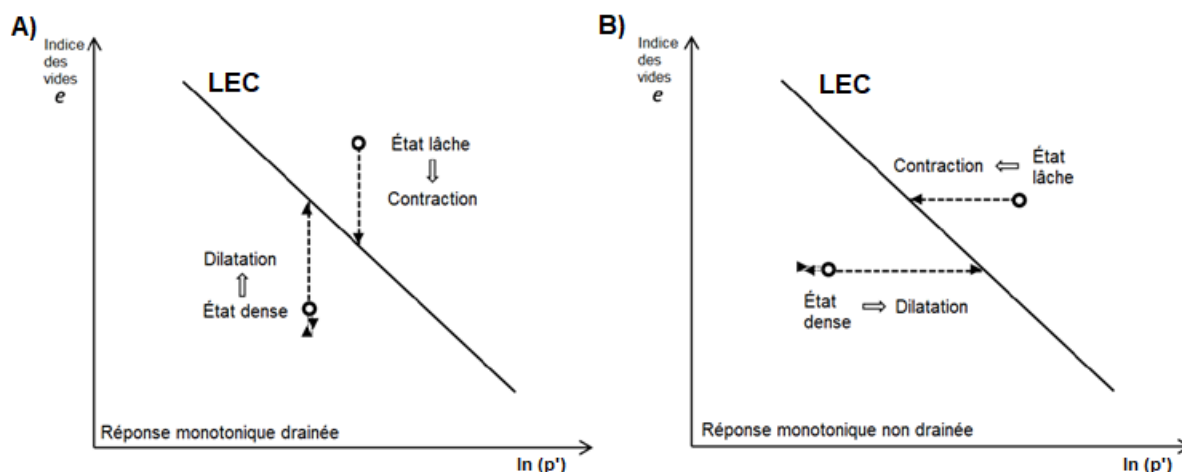 A)
Indice
des
vides
e
LEC
État lâche
Contraction
Dilatation
État dense
Réponse monotonique drainée
ln (p')
B)
Indice
des
vides
e
LEC
Contraction
État
lâche
État
dense
Dilatation
Réponse monotonique non drainée
ln (p')